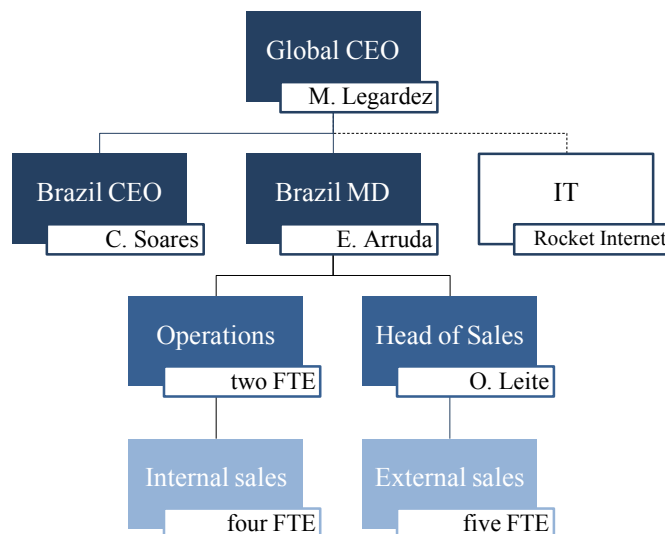 Global CEO
M. Legardez
Brazil CEO
C. Soares
Brazil MD
E. Arruda
IT
Rocket Internet
Operations
two FTE
Head of Sales
O. Leite
Internal sales
four FTE
External sales
five FTE